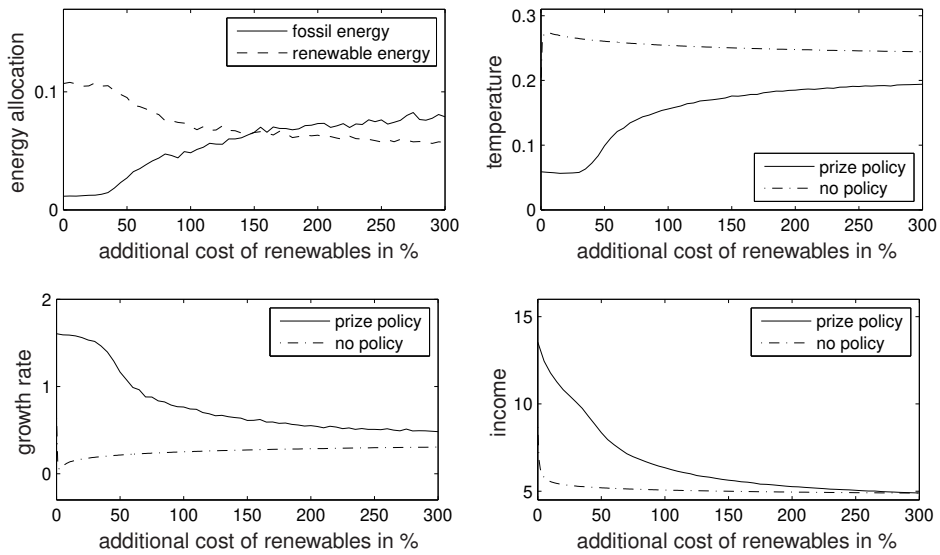 energy allocation
0.1
0
fossil energy
renewable energy
0 50 100 150 200 250 300
additional cost of renewables in %
temperature
0.3
0.2
0.1
0
prize policy
no policy
0 50 100 150 200 250 300
additional cost of renewables in %
growth rate
2
1
0
prize policy
no policy
0 50 100 150 200 250 300
additional cost of renewables in %
income
15
10
5
prize policy
no policy
0 50 100 150 200 250 300
additional cost of renewables in %